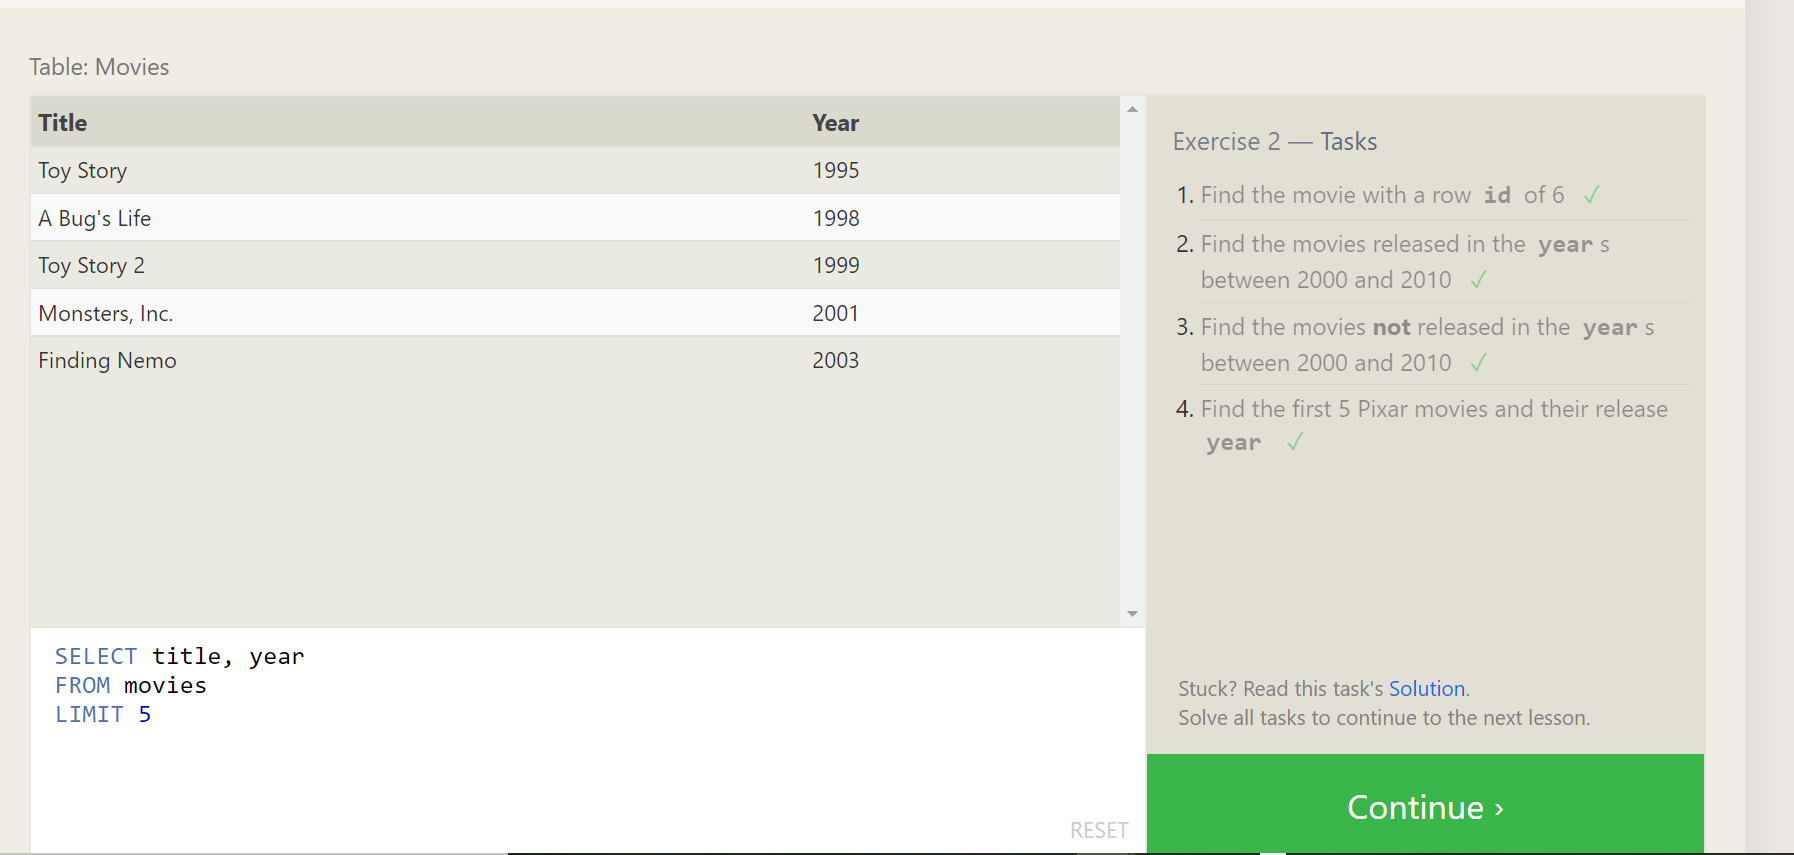 Table: Movies
Title Year
Toy Story 1995
A Bug's Life 1998
Toy Story 2 1999
Monsters, Inc. 2001
Finding Nemo 2003
SELECT title, year
FROM movies
LIMIT 5
RESET
Exercise 2 — Tasks
1. Find the movie with a row id of 6 ✓
2. Find the movies released in the year s
between 2000 and 2010 ✓
3. Find the movies not released in the year s
between 2000 and 2010 ✓
4. Find the first 5 Pixar movies and their release
year ✓
Stuck? Read this task's Solution.
Solve all tasks to continue to the next lesson.
Continue ›